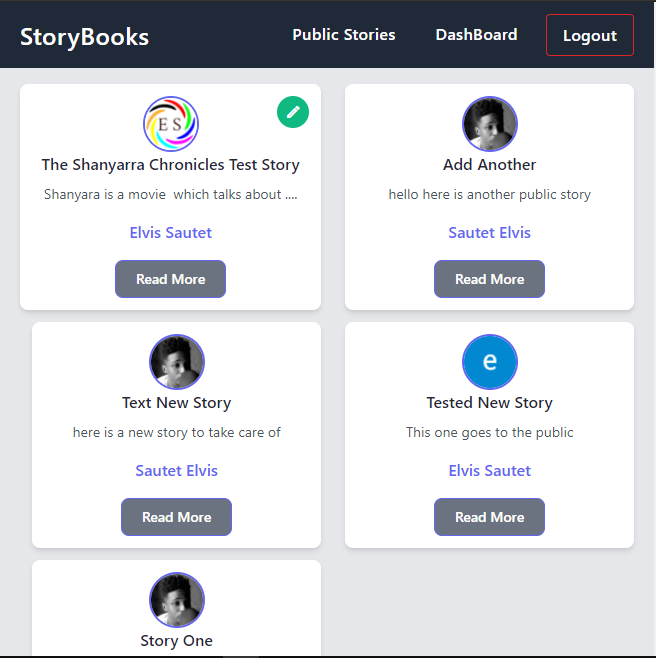 StoryBooks
Public Stories
DashBoard
Logout
E S
The Shanyarra Chronicles Test Story
Shanyara is a movie  which talks about ....
Elvis Sautet
Read More
Add Another
hello here is another public story
Sautet Elvis
Read More
Text New Story
here is a new story to take care of
Sautet Elvis
Read More
e
Tested New Story
This one goes to the public
Elvis Sautet
Read More
Story One